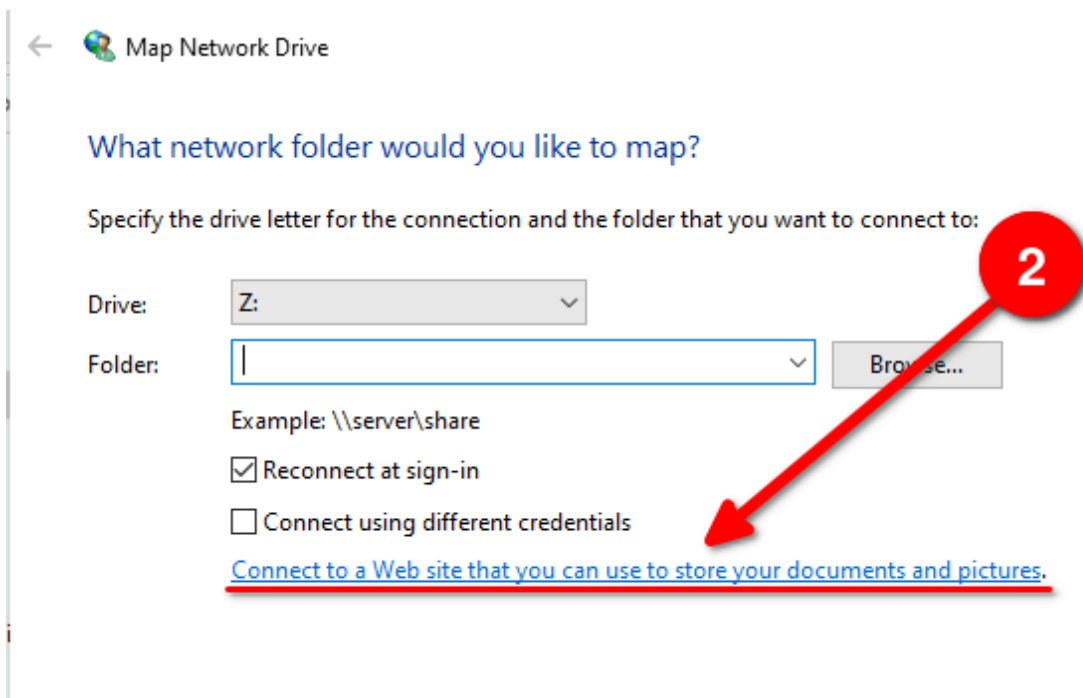 Map Network Drive
What network folder would you like to map?
Specify the drive letter for the connection and the folder that you want to connect to:
2
Drive: Z:
Folder: Browse...
Example: \\server\share
Reconnect at sign-in
Connect using different credentials
Connect to a Web site that you can use to store your documents and pictures.
i